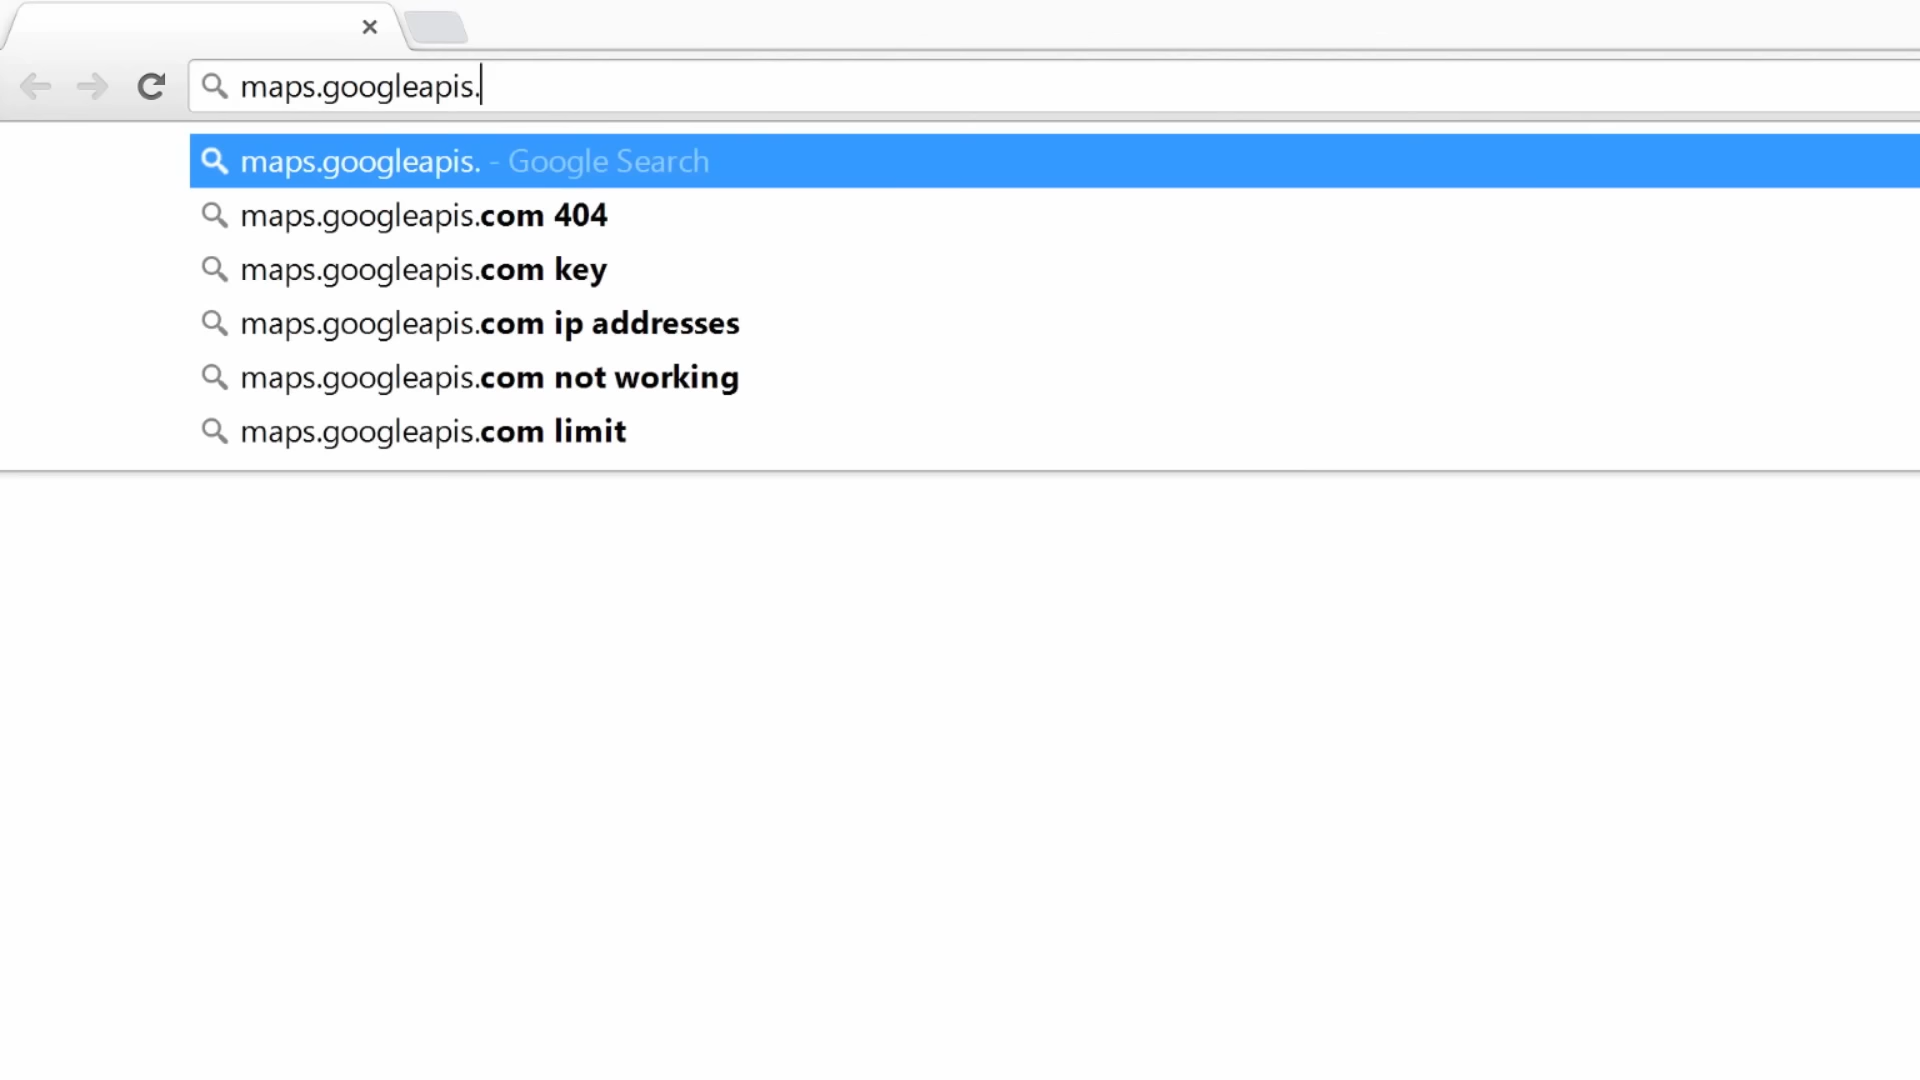 maps.googleapis.
maps.googleapis. - Google Search
maps.googleapis.com 404
maps.googleapis.com key
maps.googleapis.com ip addresses
maps.googleapis.com not working
maps.googleapis.com limit